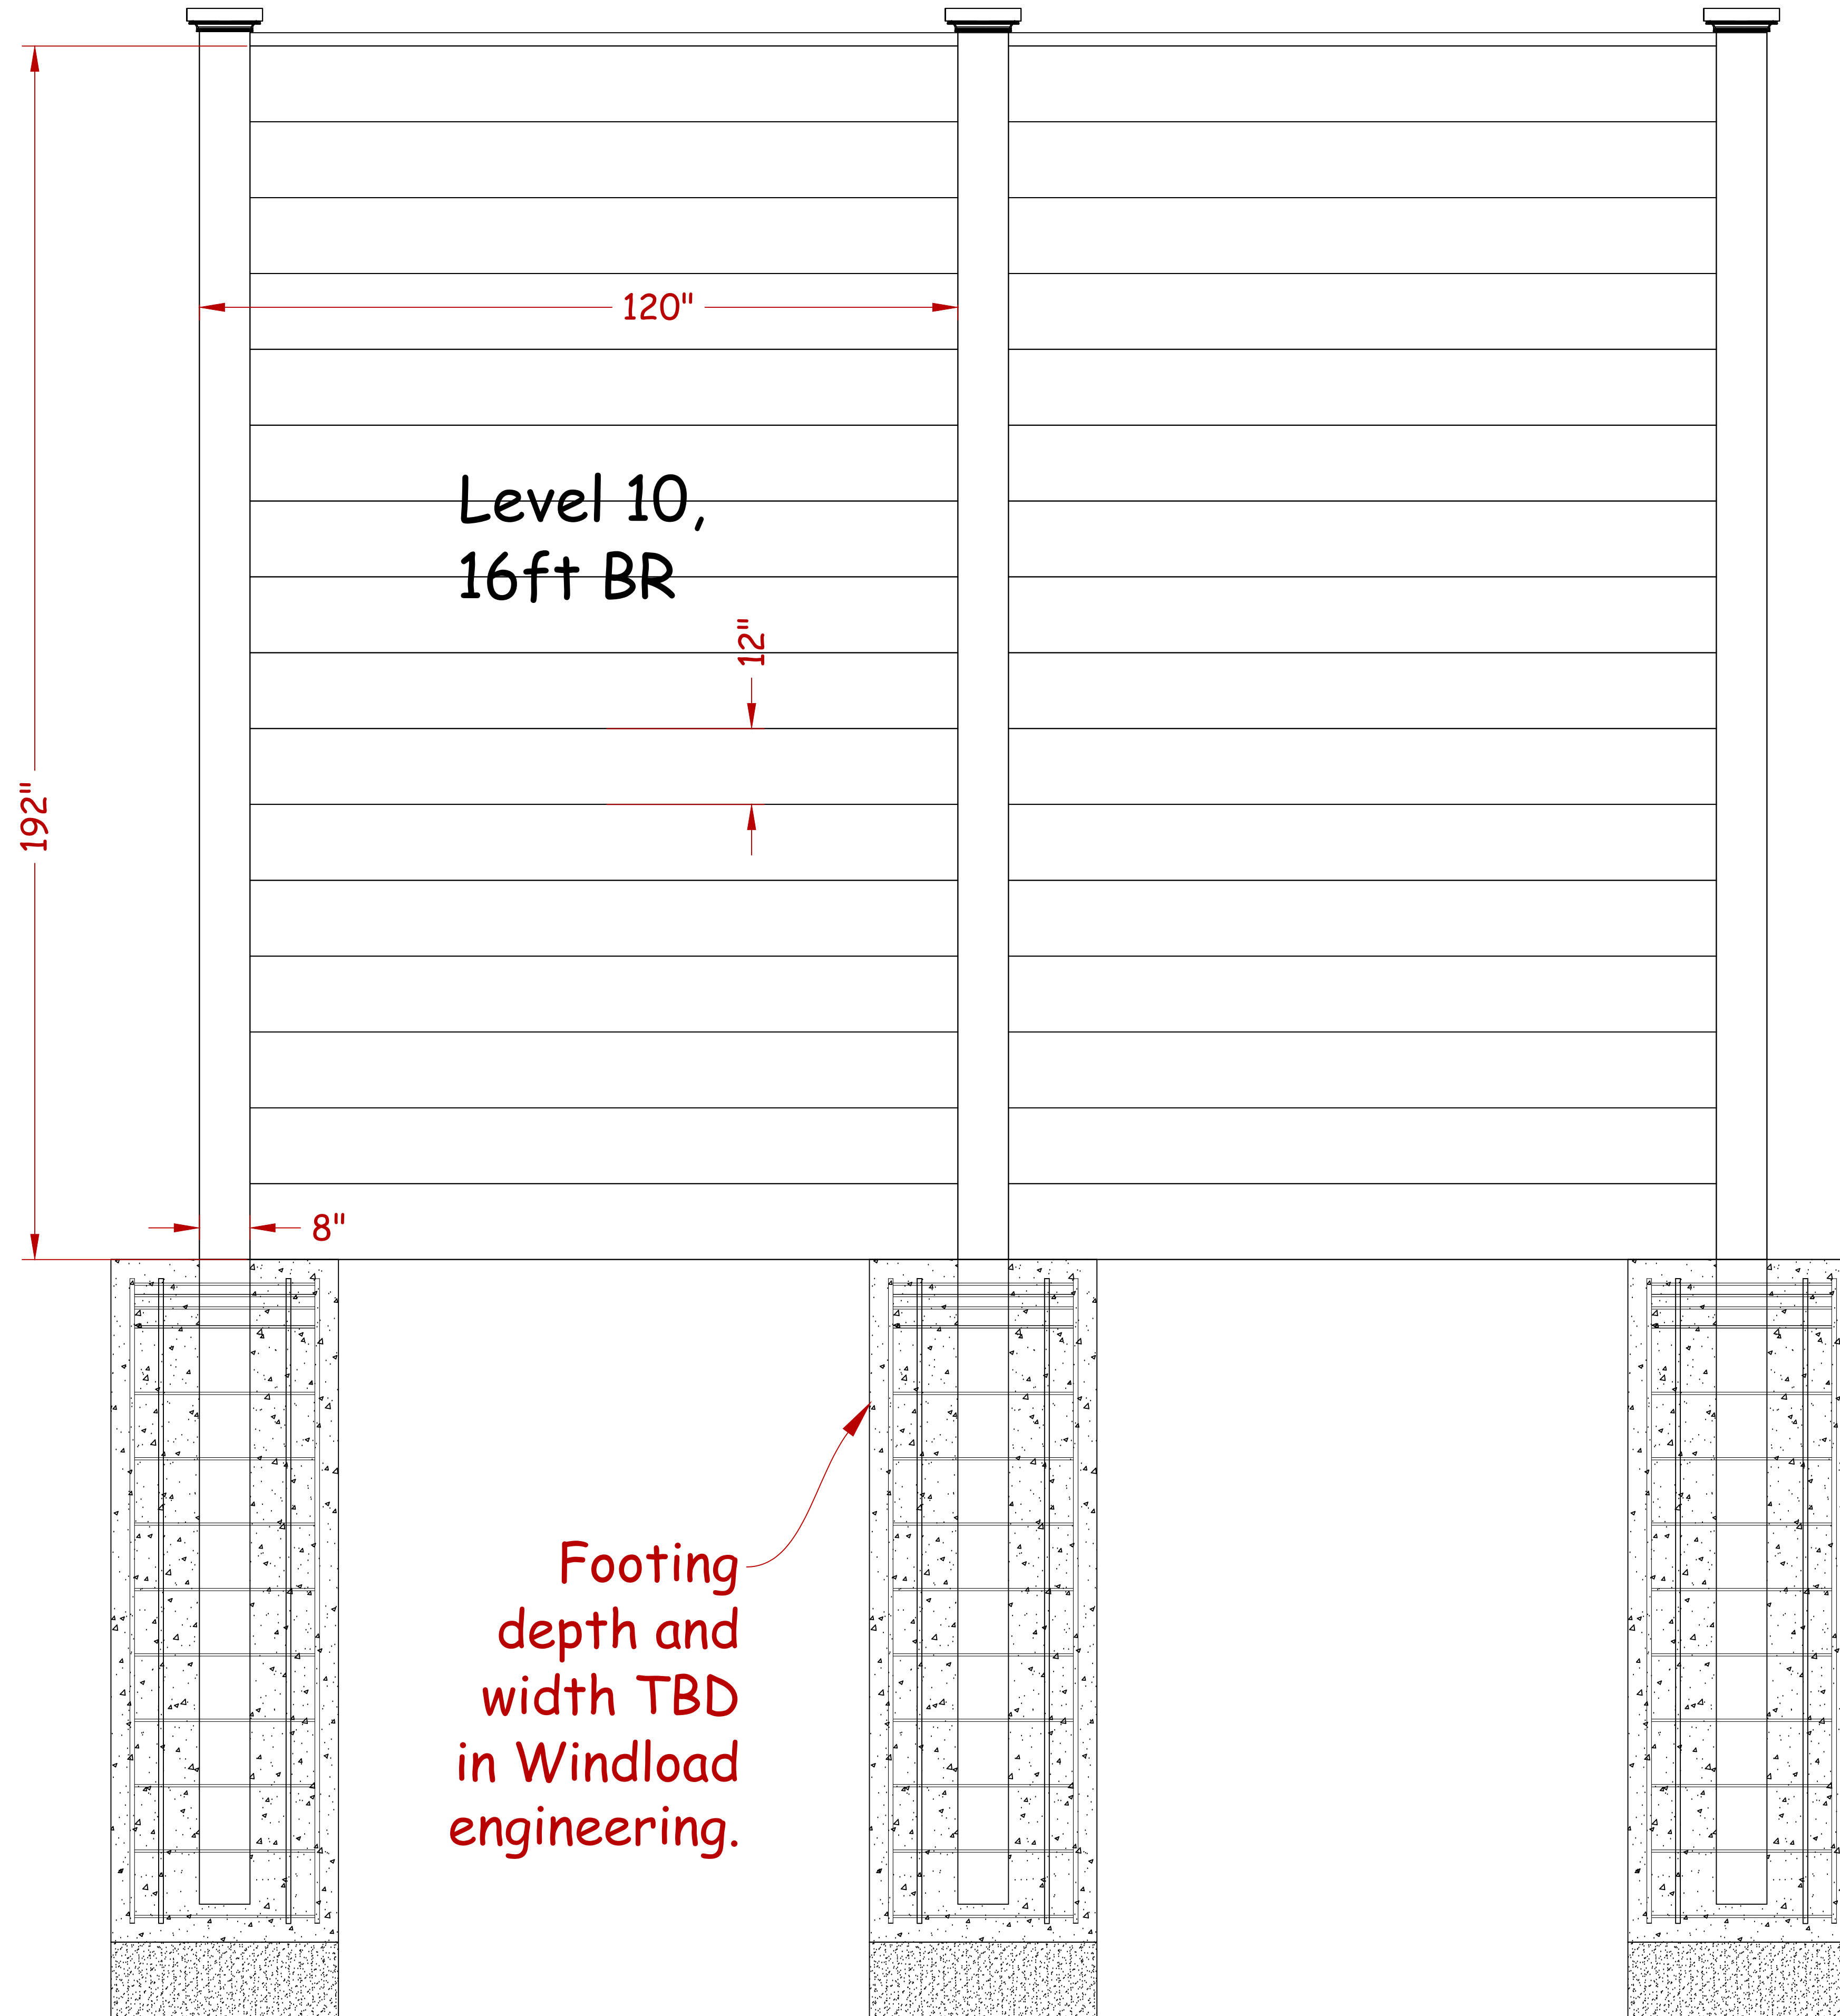 120"
Level 10,
16ft BR
12"
192"
8"
Footing
depth and
width TBD
in Windload
engineering.